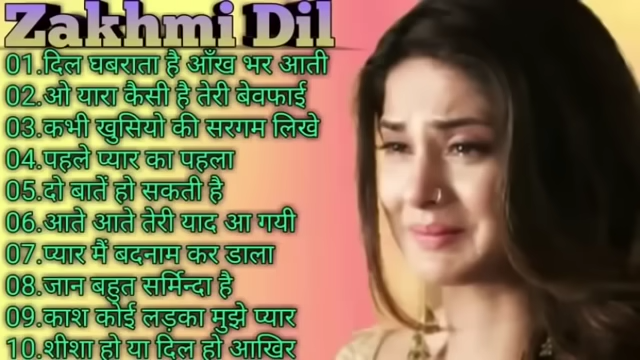 Zakhmi Dil
01.दिल घबराता है आँख भर आती
02.ओ यारा कैसी है तेरी बेवफाई
03.कभी खुसियो की सरगम लिखे
04.पहले प्यार का पहला
05.दो बातें हो सकती है
06.आते आते तेरी याद आ गयी
07.प्यार मैं बदनाम कर डाला
08.जान बहुत सर्मिन्दा है
09.काश कोई लड़का मुझे प्यार
10.शीशा हो या दिल हो आखिर